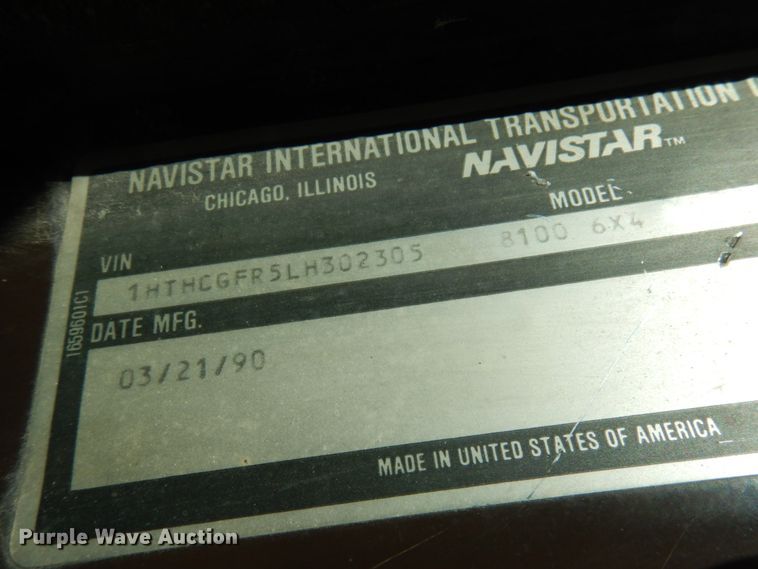 NAVISTAR INTERNATIONAL TRANSPORTATION
CHICAGO, ILLINOIS
NAVISTAR™
VIN
MODEL
1HTHCGFR5LH302305
8100 6X4
DATE MFG.
03/21/90
1659601C1
MADE IN UNITED STATES OF AMERICA
Purple Wave Auction